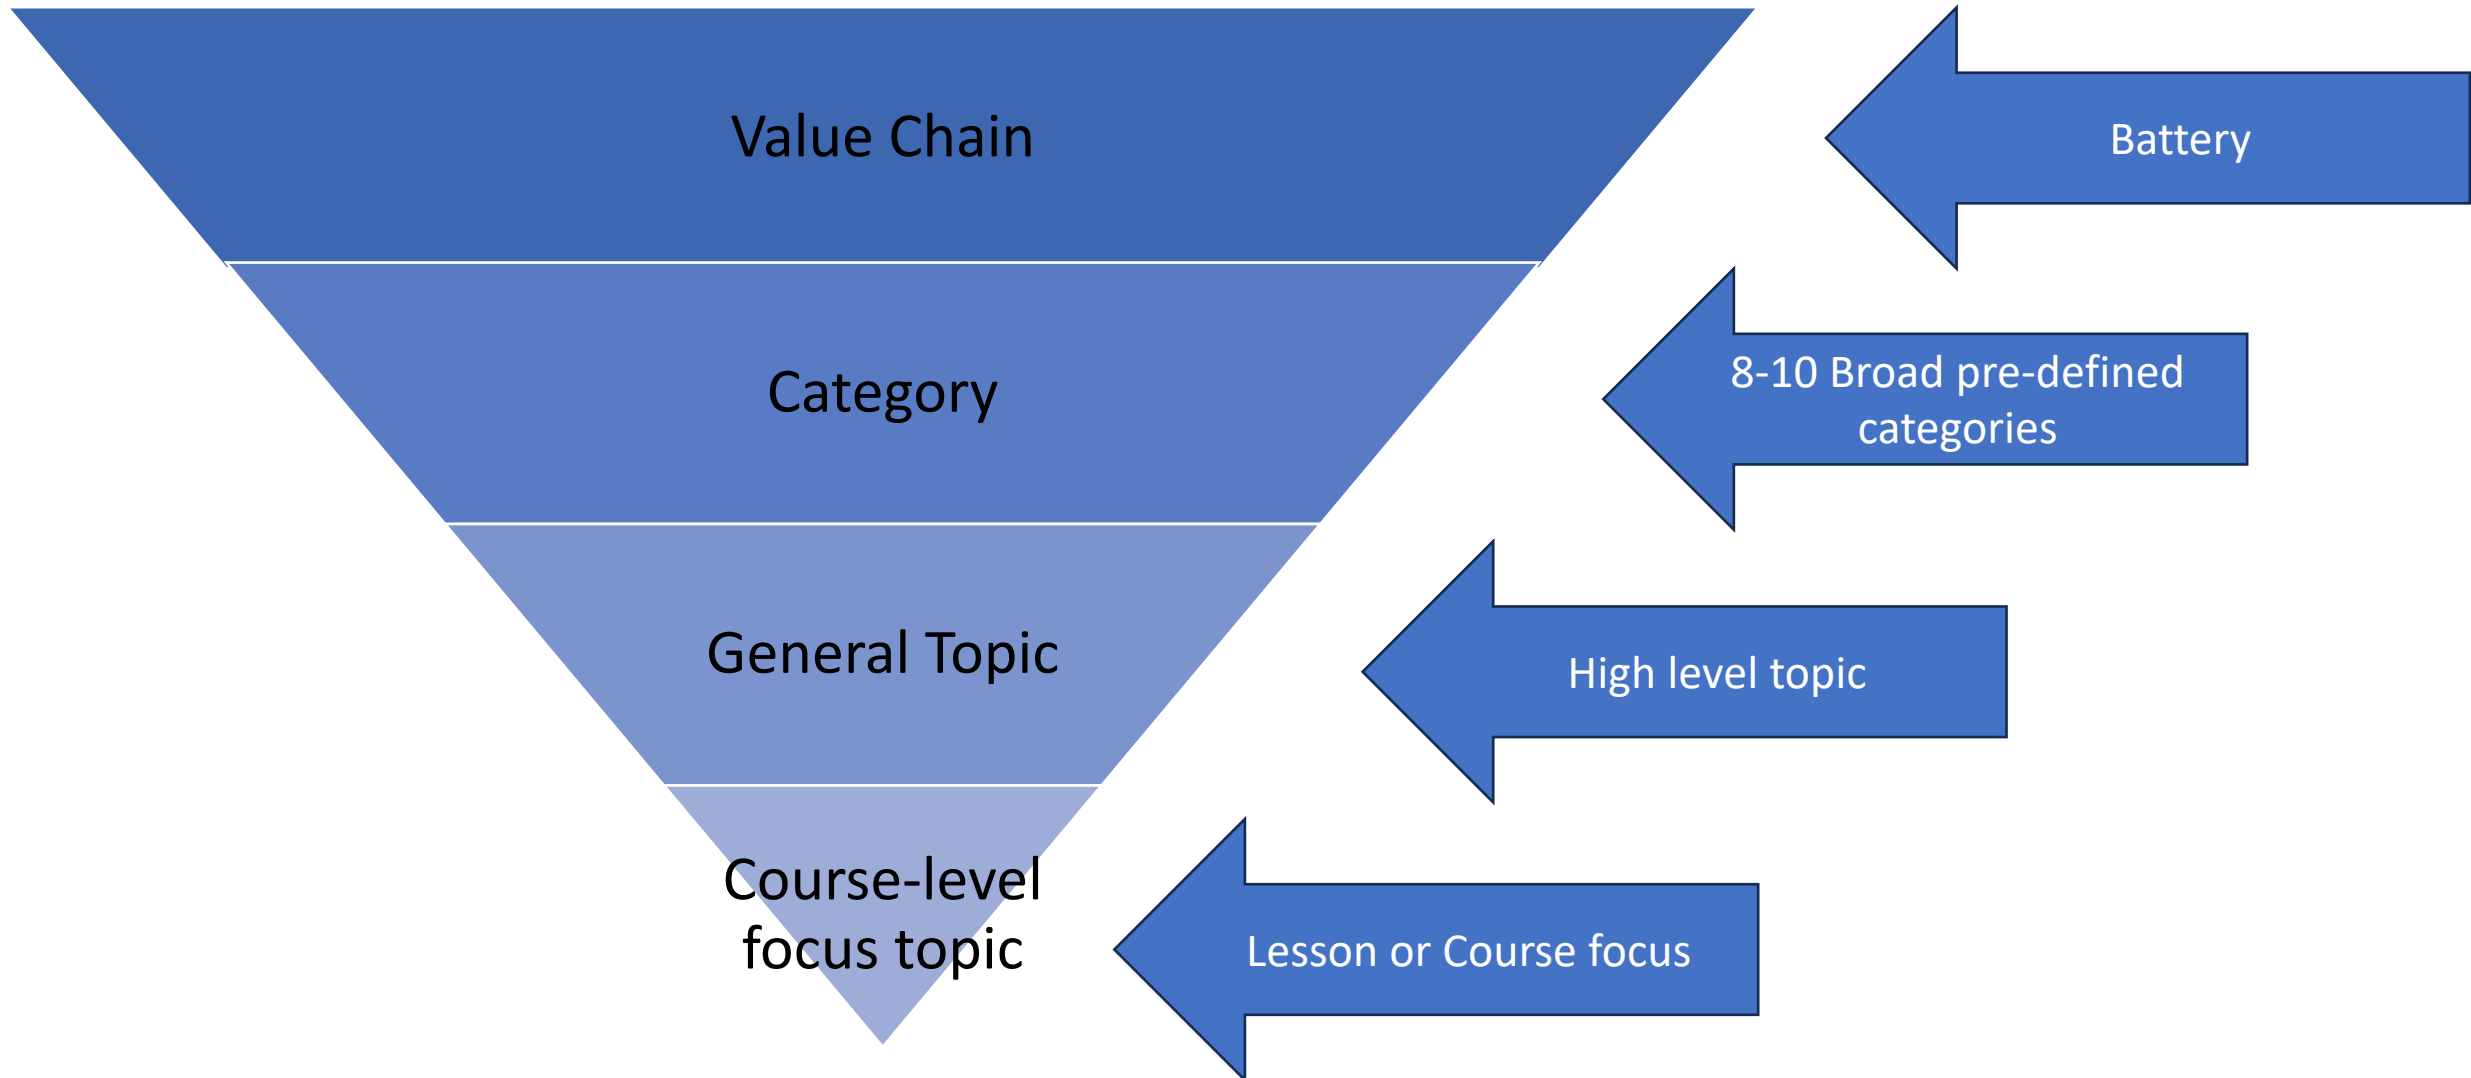 Value Chain
Battery
Category
8-10 Broad pre-defined
categories
General Topic
High level topic
Course-level
focus topic
Lesson or Course focus